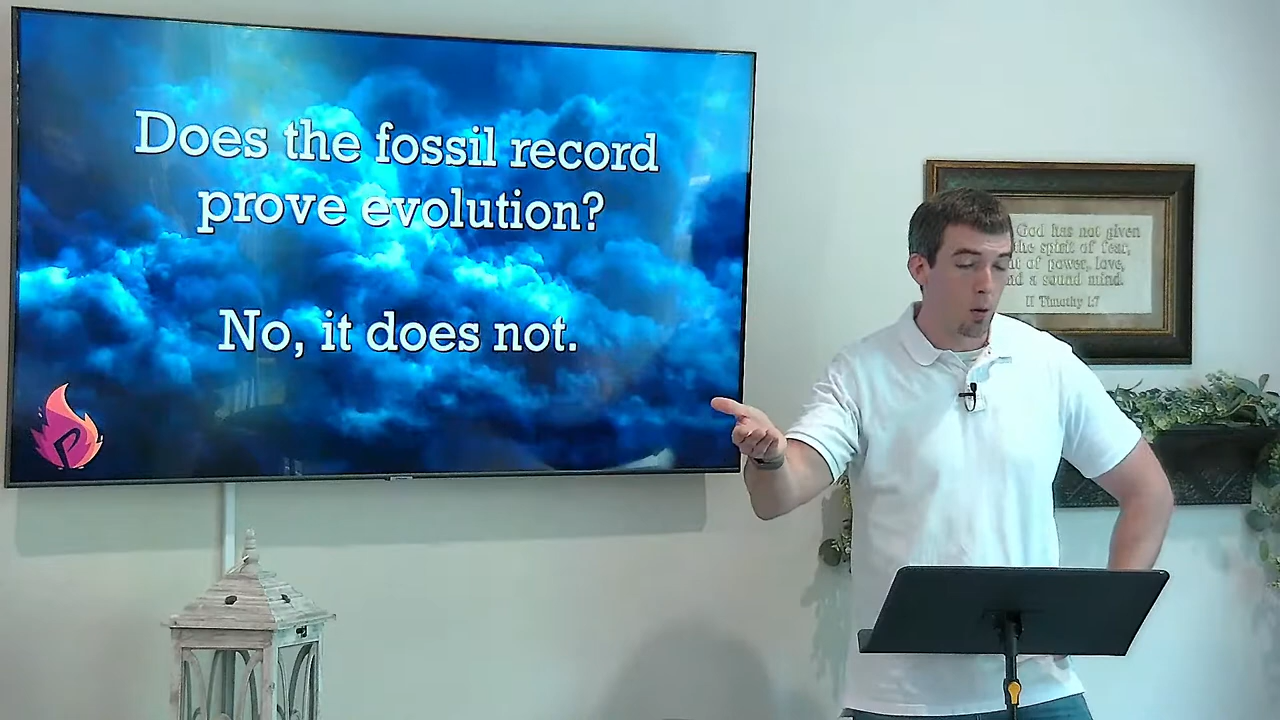 Does the fossil record
prove evolution?
No, it does not.
P
God has not given
the spirit of fear,
of power, love,
a sound mind.
II Timothy 1:7